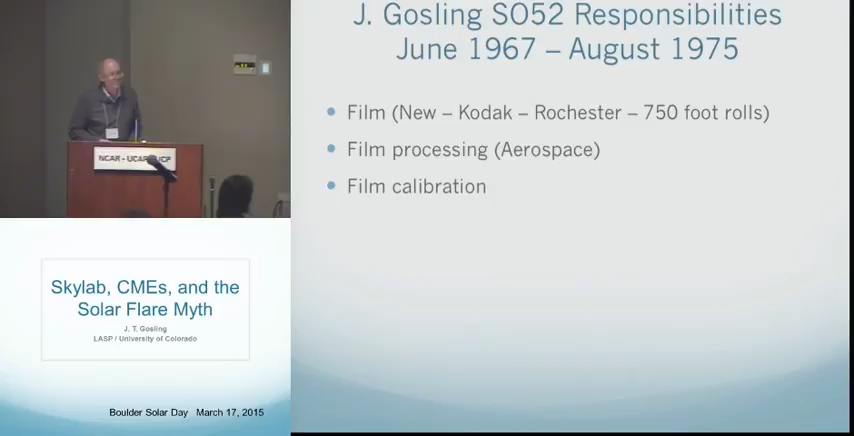 J. Gosling SO52 Responsibilities
June 1967 – August 1975
• Film (New – Kodak – Rochester – 750 foot rolls)
• Film processing (Aerospace)
• Film calibration
NCAR - UCAR - UCP
Skylab, CMEs, and the
Solar Flare Myth
J. T. Gosling
LASP / University of Colorado
Boulder Solar Day March 17, 2015